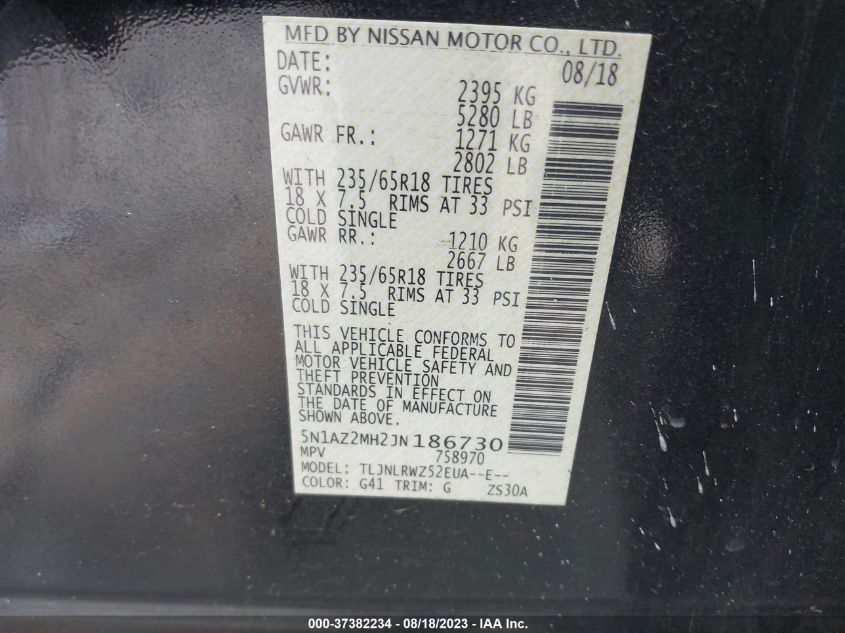 MFD BY NISSAN MOTOR CO., LTD.
DATE: 08/18
GVWR: 2395 KG
5280 LB
GAWR FR.: 1271 KG
2802 LB
WITH 235/65R18 TIRES
18 X 7.5 RIMS AT 33 PSI
COLD SINGLE
GAWR RR.: 1210 KG
2667 LB
WITH 235/65R18 TIRES
18 X 7.5 RIMS AT 33 PSI
COLD SINGLE
THIS VEHICLE CONFORMS TO
ALL APPLICABLE FEDERAL
MOTOR VEHICLE SAFETY AND
THEFT PREVENTION
STANDARDS IN EFFECT ON
THE DATE OF MANUFACTURE
SHOWN ABOVE.
5N1AZ2MH2JN186730
MPV 758970
MODEL: TLJNLRWZ52EUA--E--
COLOR: G41 TRIM: G ZS30A
000-37382234 - 08/18/2023 - IAA Inc.